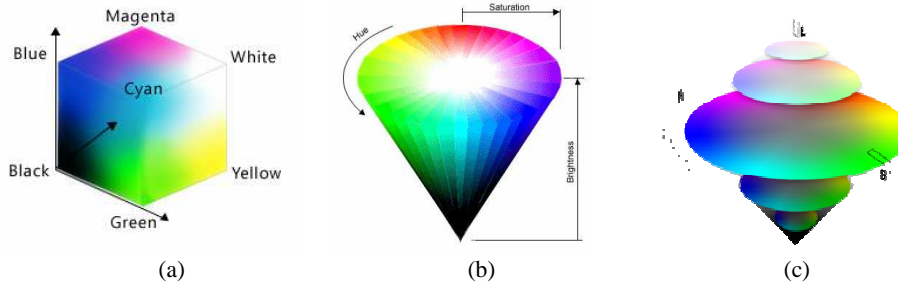 Magenta
Blue
White
Cyan
Black
Yellow
Green
(a)
Saturation
Hue
Brightness
(b)
L
H
S
(c)